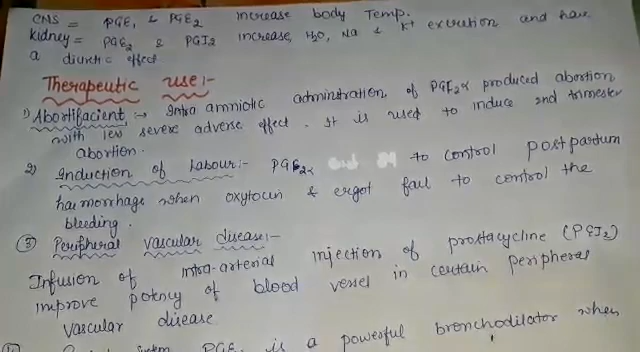 CNS = PGE, & PGE2 increase body Temp.
Kidney = PGE2 & PGI2 increase, H2O, Na & K+ excretion and have
a diuretic effect
Therapeutic use:-
1) Abortifacient :→ Intra amniotic administration of PGF2α produced abortion
with less severe adverse effect. It is used to induce 2nd trimester
abortion.
2) Induction of Labour:- PGE2α to control postpartum
haemorrhage when oxytocin & ergot fail to control the
bleeding.
③ Peripheral vascular disease:-
Infusion of intra-arterial injection of prostacycline (PGI2)
improve potency of blood vessel in certain peripheral
vascular disease
PGE is a powerful bronchodilator when